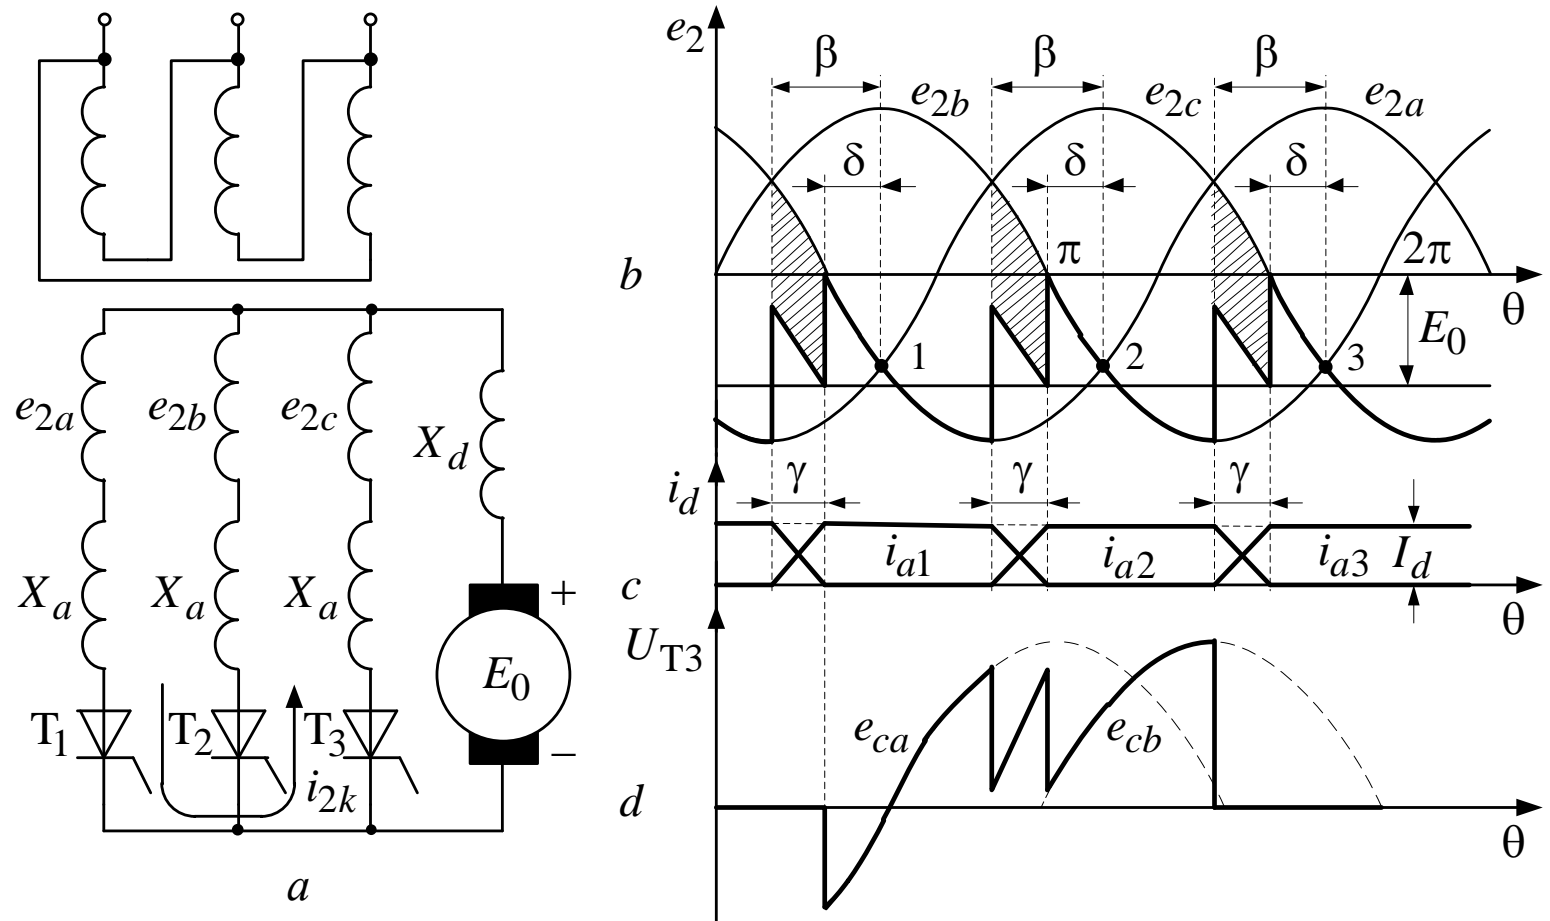 e2a e2b e2c
Xd
Xa Xa Xa
E0
+
−
T1 T2 T3
i2k
a
e2
β β β
e2b e2c e2a
δ δ δ
b
π 2π
θ
E0
1 2 3
γ γ γ
id
ia1 ia2 ia3 Id
c
θ
UT3
eca ecb
d
θ